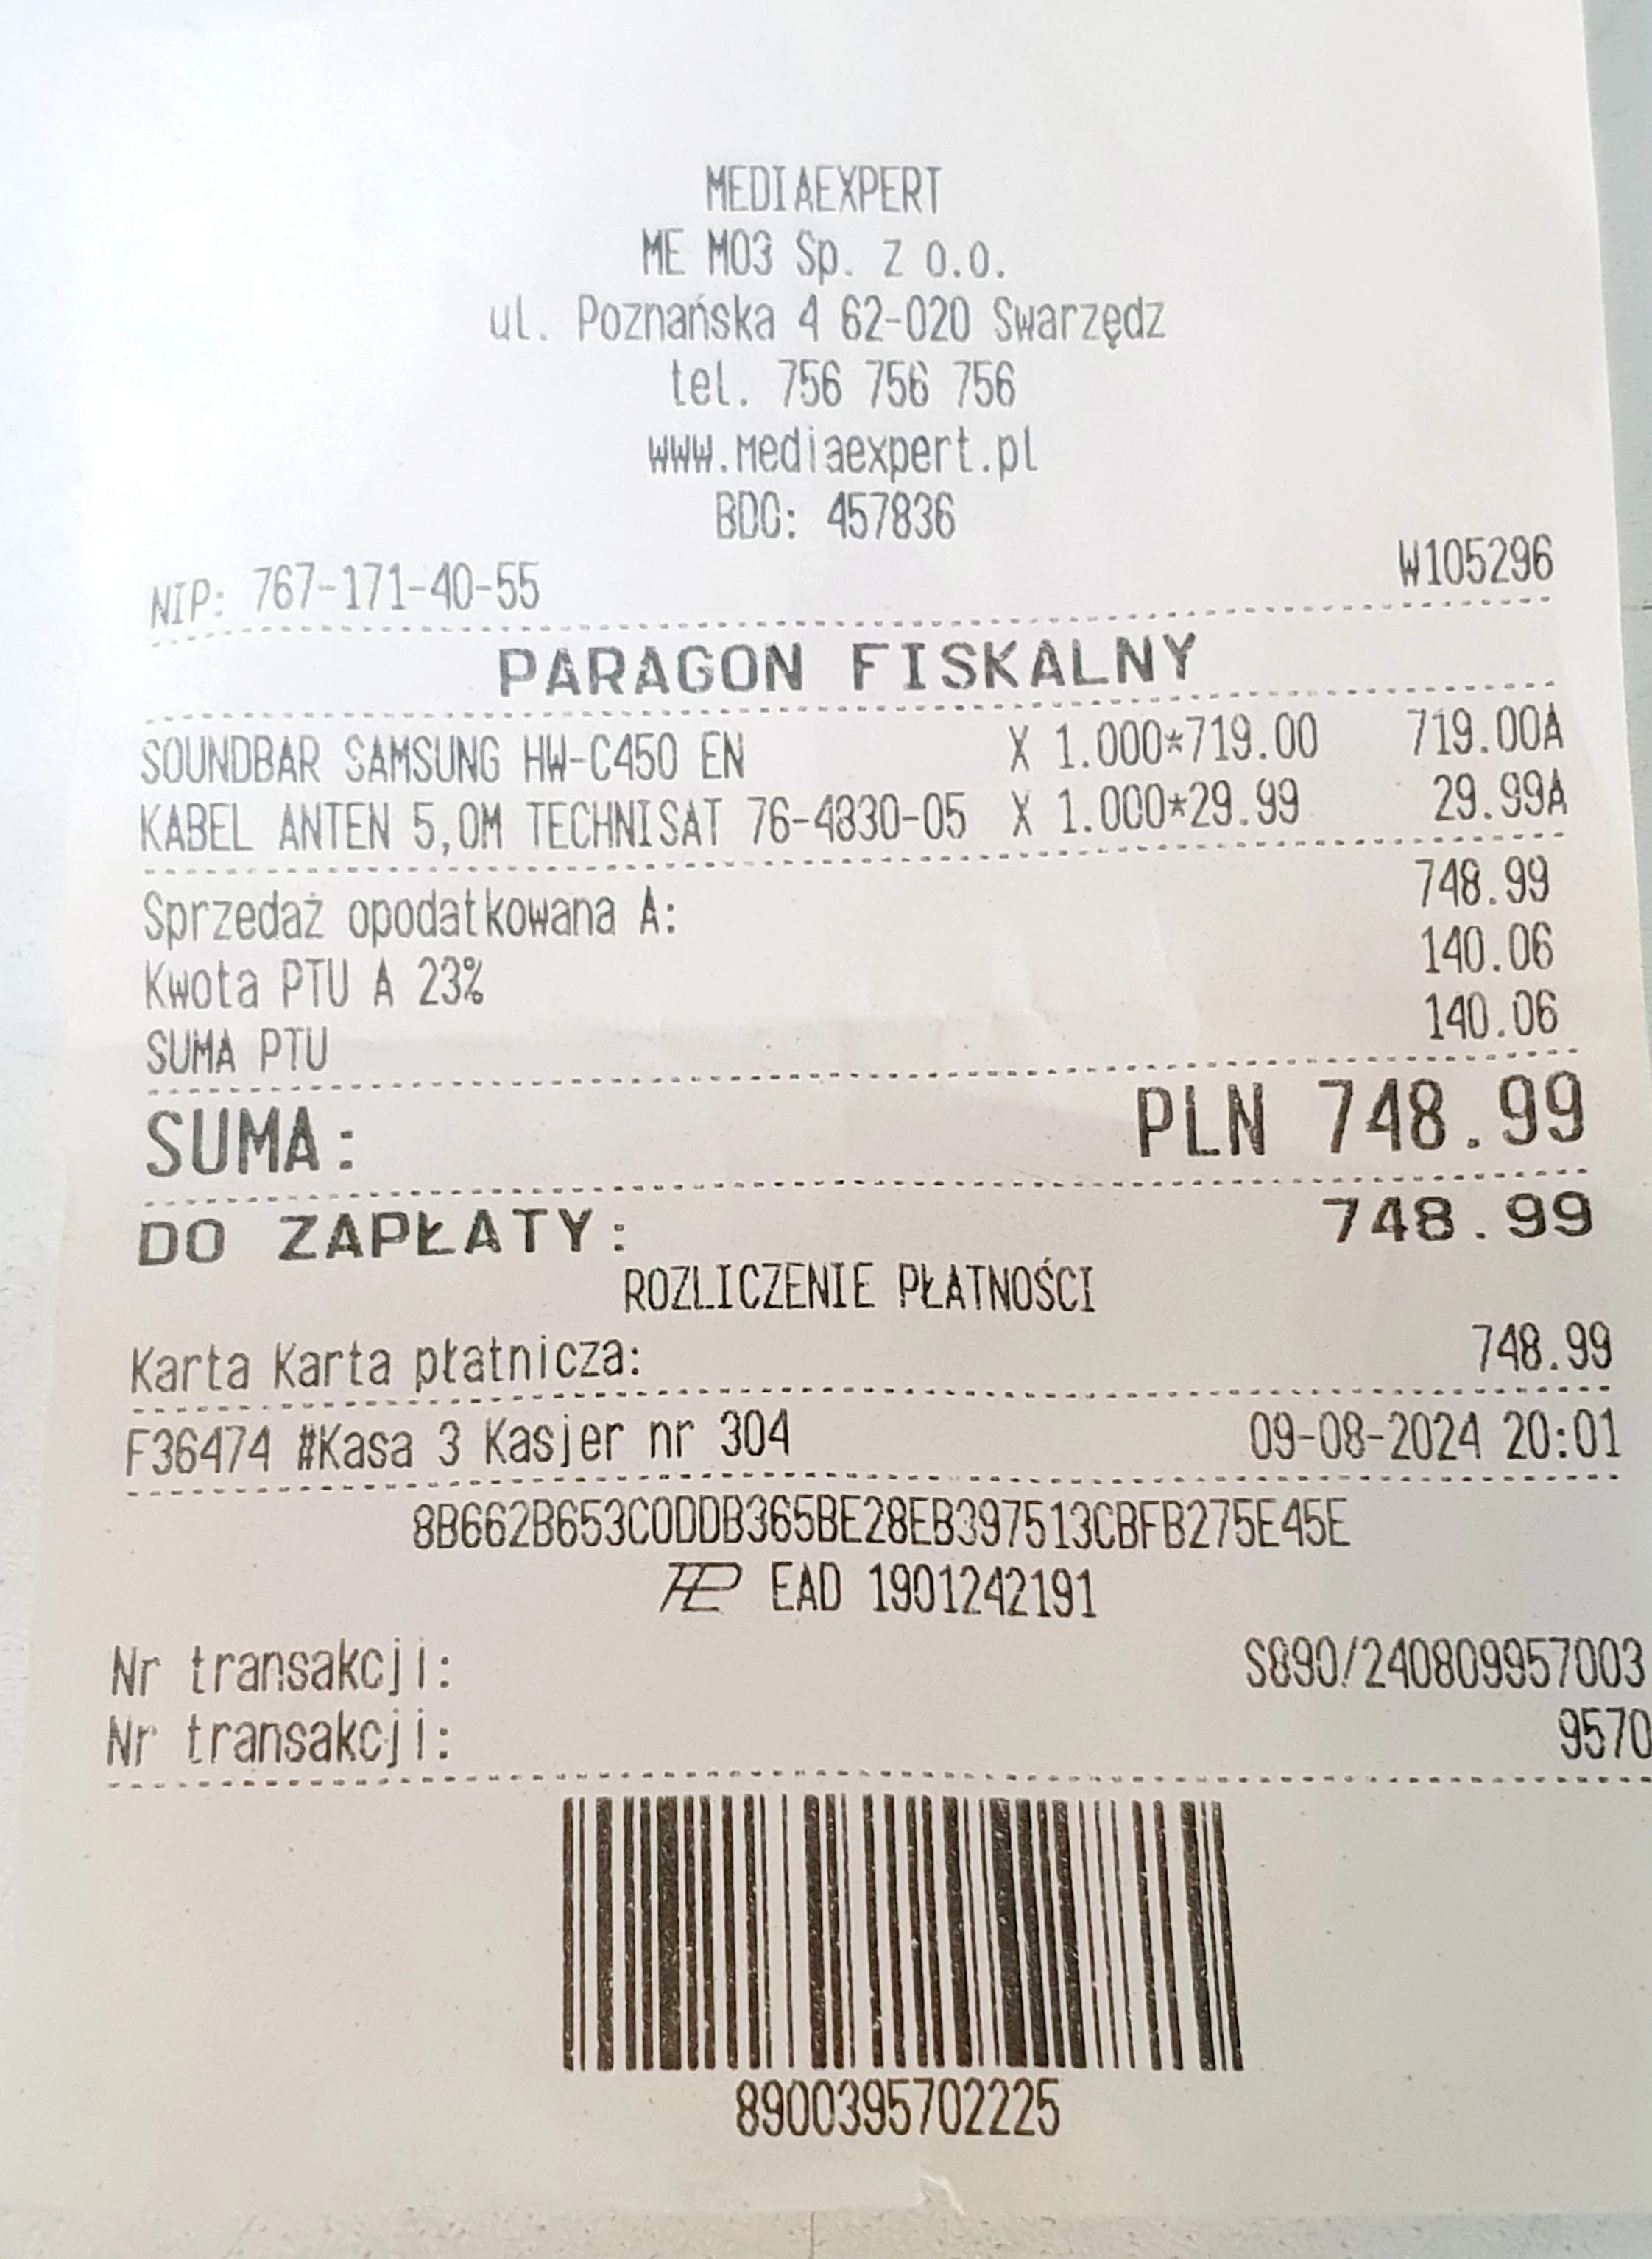 MEDIAEXPERT
ME M03 Sp. z o.o.
ul. Poznańska 4 62-020 Swarzędz
tel. 756 756 756
www.mediaexpert.pl
BDO: 457836
NIP: 767-171-40-55 W105296
PARAGON FISKALNY
SOUNDBAR SAMSUNG HW-C450 EN X 1.000*719.00 719.00A
KABEL ANTEN 5,0M TECHNISAT 76-4830-05 X 1.000*29.99 29.99A
Sprzedaż opodatkowana A: 748.99
Kwota PTU A 23% 140.06
SUMA PTU 140.06
SUMA: PLN 748.99
DO ZAPŁATY: 748.99
ROZLICZENIE PŁATNOŚCI
Karta Karta płatnicza: 748.99
F36474 #Kasa 3 Kasjer nr 304 09-08-2024 20:01
8B662B653C0DDB365BE28EB397513CBFB275E45E
EAD 1901242191
Nr transakcji: S890/240809957003
Nr transakcji: 9570
8900395702225